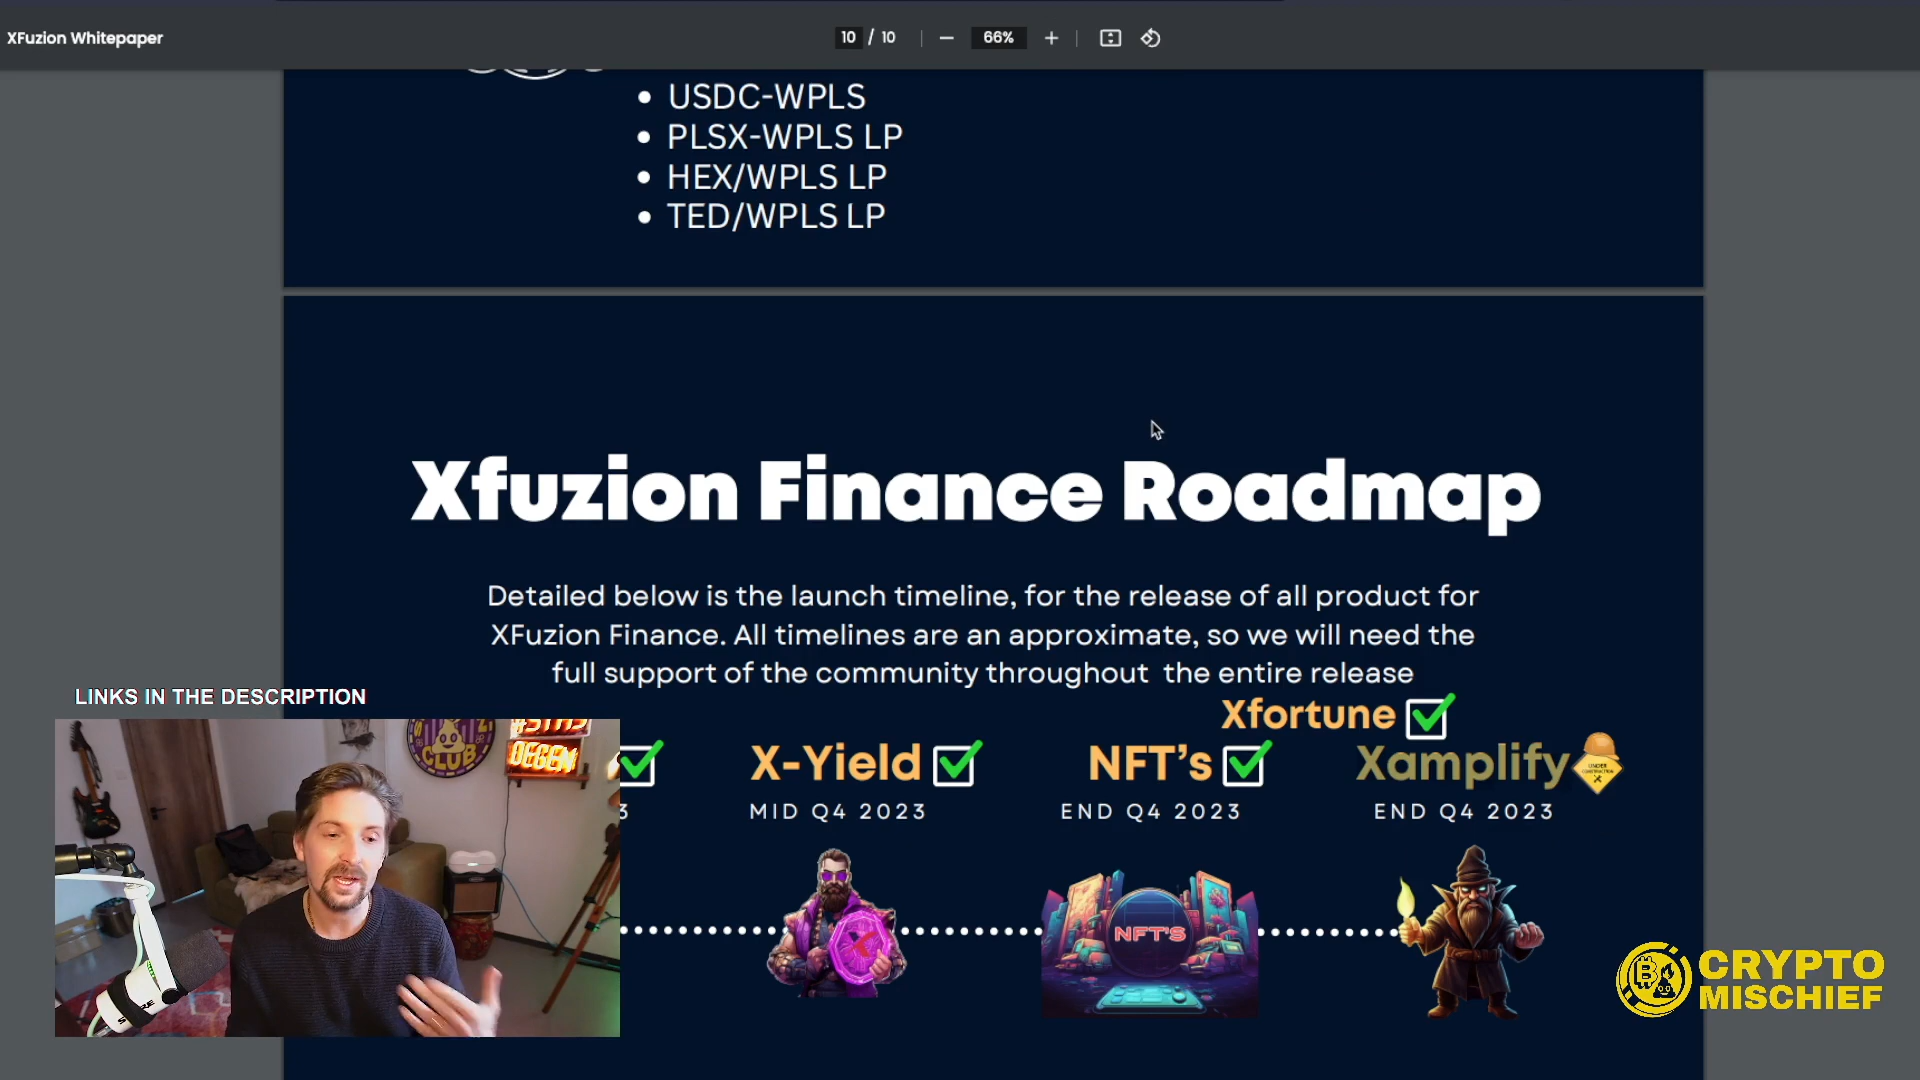 XFuzion Whitepaper
10 / 10
66%
USDC-WPLS
PLSX-WPLS LP
HEX/WPLS LP
TED/WPLS LP
Xfuzion Finance Roadmap
Detailed below is the launch timeline, for the release of all product for
XFuzion Finance. All timelines are an approximate, so we will need the
full support of the community throughout the entire release
Xfortune
X-Yield
NFT's
Xamplify
UNDER CONSTRUCTION
3
MID Q4 2023
END Q4 2023
END Q4 2023
NFT'S
LINKS IN THE DESCRIPTION
CLUB
DEGEN
CRYPTO
MISCHIEF